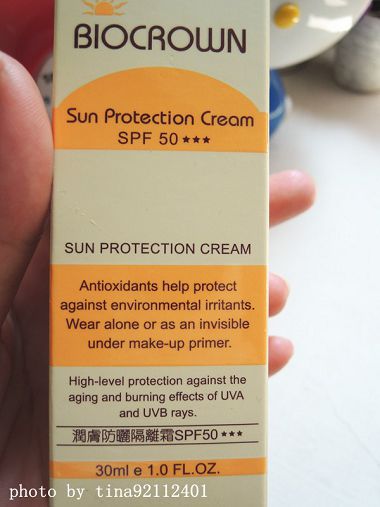 BIOCROWN
Sun Protection Cream
SPF 50 ★★★
SUN PROTECTION CREAM
Antioxidants help protect
against environmental irritants.
Wear alone or as an invisible
under make-up primer.
High-level protection against the
aging and burning effects of UVA
and UVB rays.
潤膚防曬隔離霜SPF50 ★★★
30ml e 1.0 FL.OZ.
photo by tina92112401